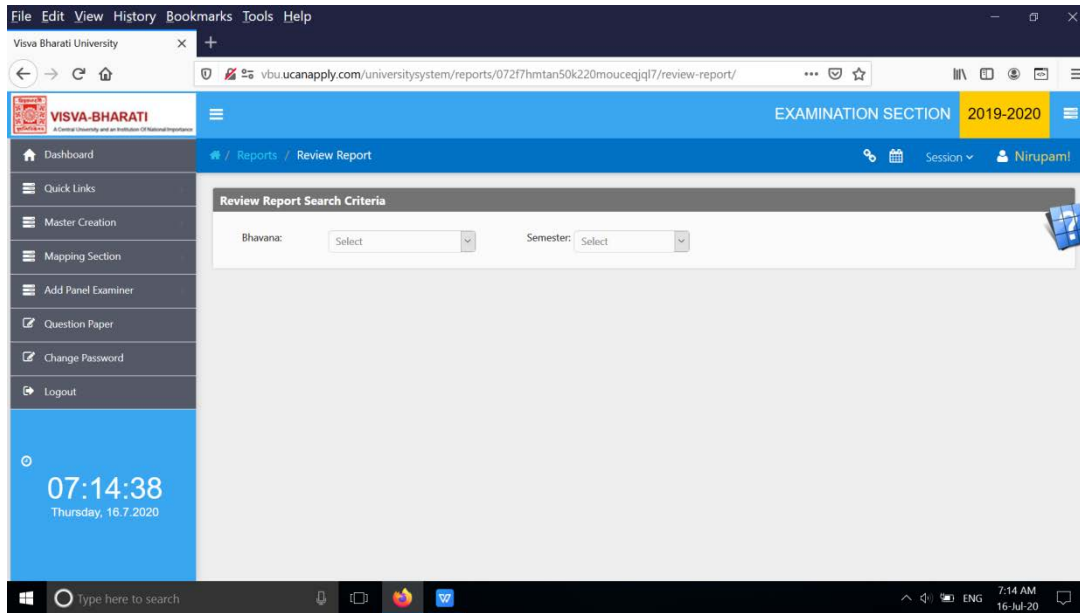 File Edit View History Bookmarks Tools Help
Visva Bharati University
vbu.ucanapply.com/universitysystem/reports/072f7hmtan50k220mouceqjql7/review-report/
VISVA-BHARATI
A Central University and an Institution Of National Importance
EXAMINATION SECTION 2019-2020
Dashboard
/ Reports / Review Report
Session
Nirupam!
Quick Links
Review Report Search Criteria
Master Creation
Bhavana: Select Semester: Select
Mapping Section
Add Panel Examiner
Question Paper
Change Password
Logout
07:14:38
Thursday, 16.7.2020
Type here to search
ENG
7:14 AM
16-Jul-20